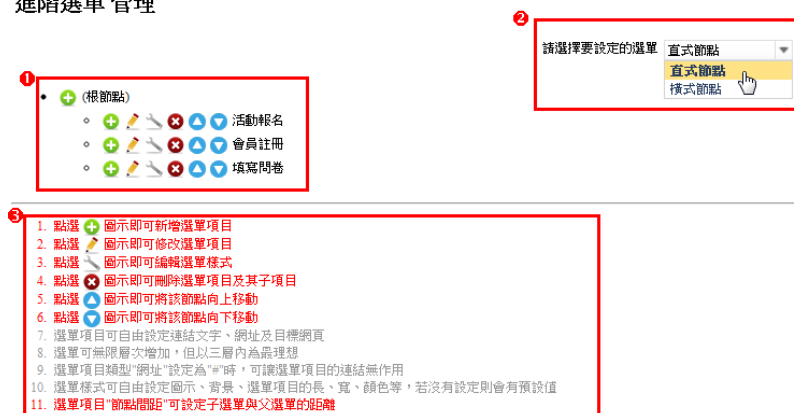 進階選單 管理
2
請選擇要設定的選單 直式節點
直式節點
橫式節點
1
(根節點)
活動報名
會員註冊
填寫問卷
3
1. 點選 圖示即可新增選單項目
2. 點選 圖示即可修改選單項目
3. 點選 圖示即可編輯選單樣式
4. 點選 圖示即可刪除選單項目及其子項目
5. 點選 圖示即可將該節點向上移動
6. 點選 圖示即可將該節點向下移動
7. 選單項目可自由設定連結文字、網址及目標網頁
8. 選單可無限層次增加，但以三層內為最理想
9. 選單項目類型"網址"設定為"#"時，可讓選單項目的連結無作用
10. 選單樣式可自由設定圖示、背景、選單項目的長、寬、顏色等，若沒有設定則會有預設值
11. 選單項目"節點間距"可設定子選單與父選單的距離